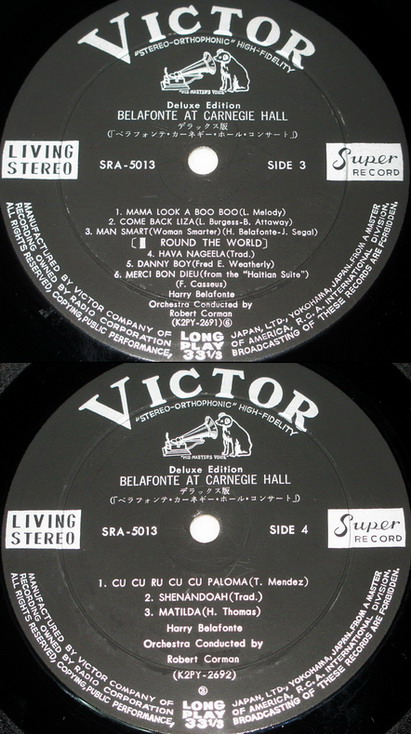 VICTOR
"STEREO-ORTHOPHONIC" HIGH-FIDELITY
"HIS MASTER'S VOICE"
Deluxe Edition
BELAFONTE AT CARNEGIE HALL
デラックス版
(「ベラフォンテ・カーネギー・ホール・コンサート」)
LIVING STEREO
SRA-5013
SIDE 3
Super RECORD
1. MAMA LOOK A BOO BOO(L. Melody)
2. COME BACK LIZA(L. Burgess-B. Attaway)
3. MAN SMART(Woman Smarter)(H. Belafonte-J. Segal)
ROUND THE WORLD
4. HAVA NAGEELA(Trad.)
5. DANNY BOY(Fred E. Weatherly)
6. MERCI BON DIEU(from the "Haitian Suite")
(F. Casseus)
Harry Belafonte
Orchestra Conducted by
Robert Corman
(K2PY-2691)⑥
LONG PLAY 33 1/3
MANUFACTURED BY VICTOR COMPANY OF JAPAN, LTD., YOKOHAMA, JAPAN, FROM A MASTER
RECORDING OWNED BY RADIO CORPORATION OF AMERICA, R.C.A. INTERNATIONAL DIVISION.
ALL RIGHTS RESERVED, COPYING, PUBLIC PERFORMANCE, BROADCASTING OF THESE RECORDS ARE FORBIDDEN.
VICTOR
"STEREO-ORTHOPHONIC" HIGH-FIDELITY
"HIS MASTER'S VOICE"
Deluxe Edition
BELAFONTE AT CARNEGIE HALL
デラックス版
(「ベラフォンテ・カーネギー・ホール・コンサート」)
LIVING STEREO
SRA-5013
SIDE 4
Super RECORD
1. CU CU RU CU CU PALOMA(T. Mendez)
2. SHENANDOAH(Trad.)
3. MATILDA(H. Thomas)
Harry Belafonte
Orchestra Conducted by
Robert Corman
(K2PY-2692)
③
LONG PLAY 33 1/3
MANUFACTURED BY VICTOR COMPANY OF JAPAN, LTD., YOKOHAMA, JAPAN, FROM A MASTER
RECORDING OWNED BY RADIO CORPORATION OF AMERICA, R.C.A. INTERNATIONAL DIVISION.
ALL RIGHTS RESERVED, COPYING, PUBLIC PERFORMANCE, BROADCASTING OF THESE RECORDS ARE FORBIDDEN.